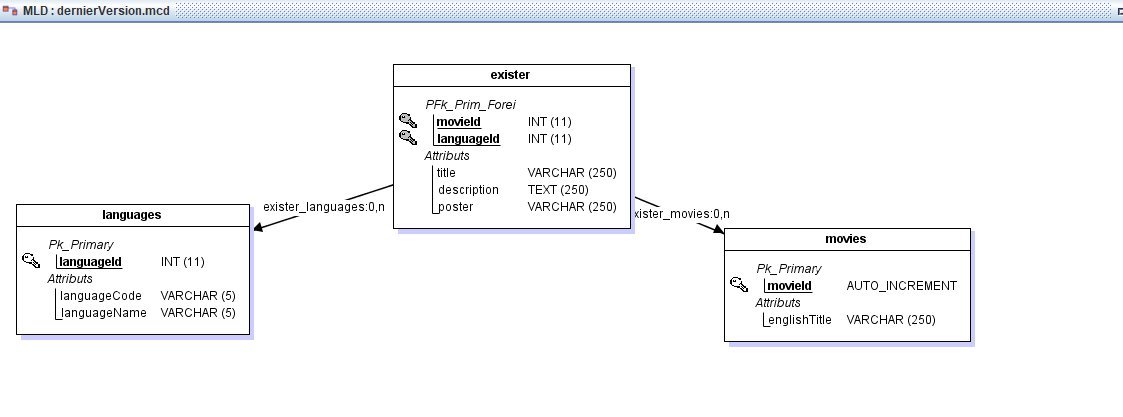 MLD : dernierVersion.mcd
exister
PFk_Prim_Forei
movieId INT (11)
languageId INT (11)
Attributs
title VARCHAR (250)
description TEXT (250)
poster VARCHAR (250)
exister_languages:0,n
xister_movies:0,n
languages
Pk_Primary
languageId INT (11)
Attributs
languageCode VARCHAR (5)
languageName VARCHAR (5)
movies
Pk_Primary
movieId AUTO_INCREMENT
Attributs
englishTitle VARCHAR (250)